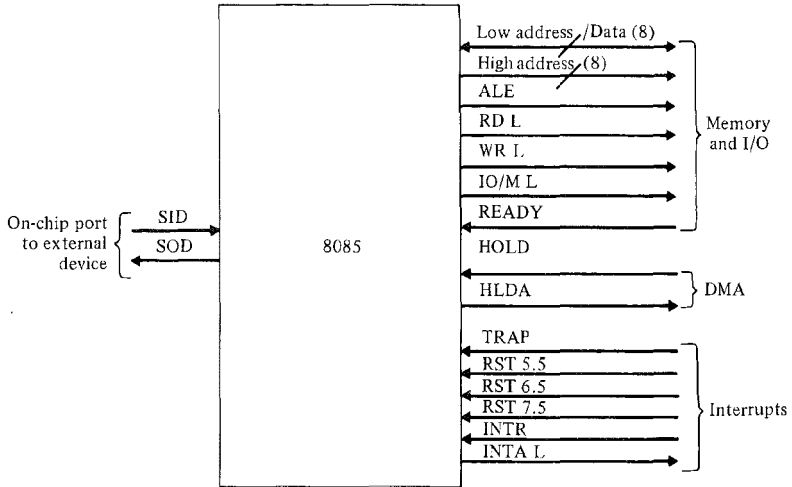 Low address/Data (8)
High address (8)
ALE
RD L
WR L
IO/M L
READY
Memory
and I/O
On-chip port
to external
device
SID
SOD
8085
HOLD
HLDA
DMA
TRAP
RST 5.5
RST 6.5
RST 7.5
INTR
INTA L
Interrupts